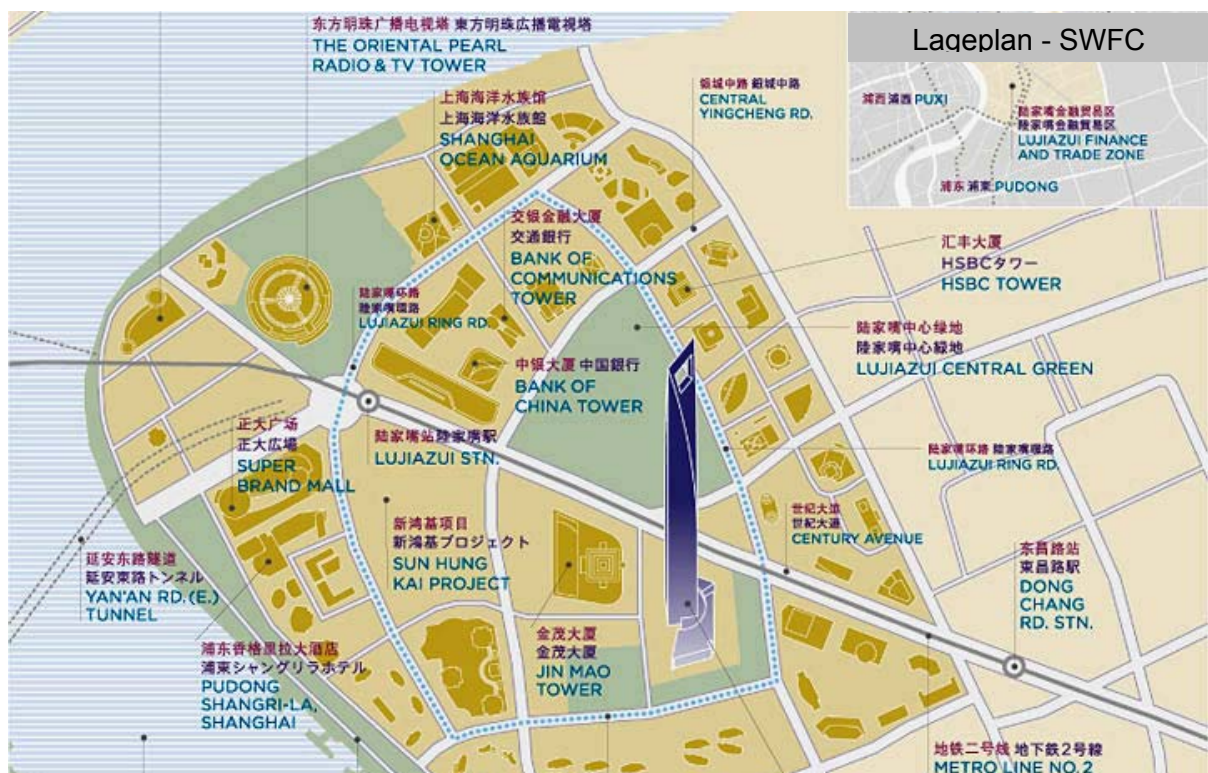 东方明珠广播电视塔 東方明珠広播電視塔
THE ORIENTAL PEARL
RADIO & TV TOWER
上海海洋水族馆
上海海洋水族館
SHANGHAI
OCEAN AQUARIUM
银城中路 銀城中路
CENTRAL
YINGCHENG RD.
Lageplan - SWFC
浦西 浦西 PUXI
陆家嘴金融贸易区
陸家嘴金融貿易区
LUJIAZUI FINANCE
AND TRADE ZONE
浦东 浦東 PUDONG
交银金融大厦
交通銀行
BANK OF
COMMUNICATIONS
TOWER
汇丰大厦
HSBCタワー
HSBC TOWER
陆家嘴环路
陸家嘴環路
LUJIAZUI RING RD.
陆家嘴中心绿地
陸家嘴中心緑地
LUJIAZUI CENTRAL GREEN
中银大厦 中国銀行
BANK OF
CHINA TOWER
正大广场
正大広場
SUPER
BRAND MALL
陆家嘴站 陸家嘴駅
LUJIAZUI STN.
陆家嘴环路 陸家嘴環路
LUJIAZUI RING RD.
新鸿基项目
新鴻基プロジェクト
SUN HUNG
KAI PROJECT
世纪大道
世紀大道
CENTURY AVENUE
延安东路隧道
延安東路トンネル
YAN'AN RD. (E.)
TUNNEL
东昌路站
東昌路駅
DONG
CHANG
RD. STN.
浦东香格里拉大酒店
浦東シャングリラホテル
PUDONG
SHANGRI-LA,
SHANGHAI
金茂大厦
金茂大厦
JIN MAO
TOWER
地铁二号线 地下鉄2号線
METRO LINE NO.2